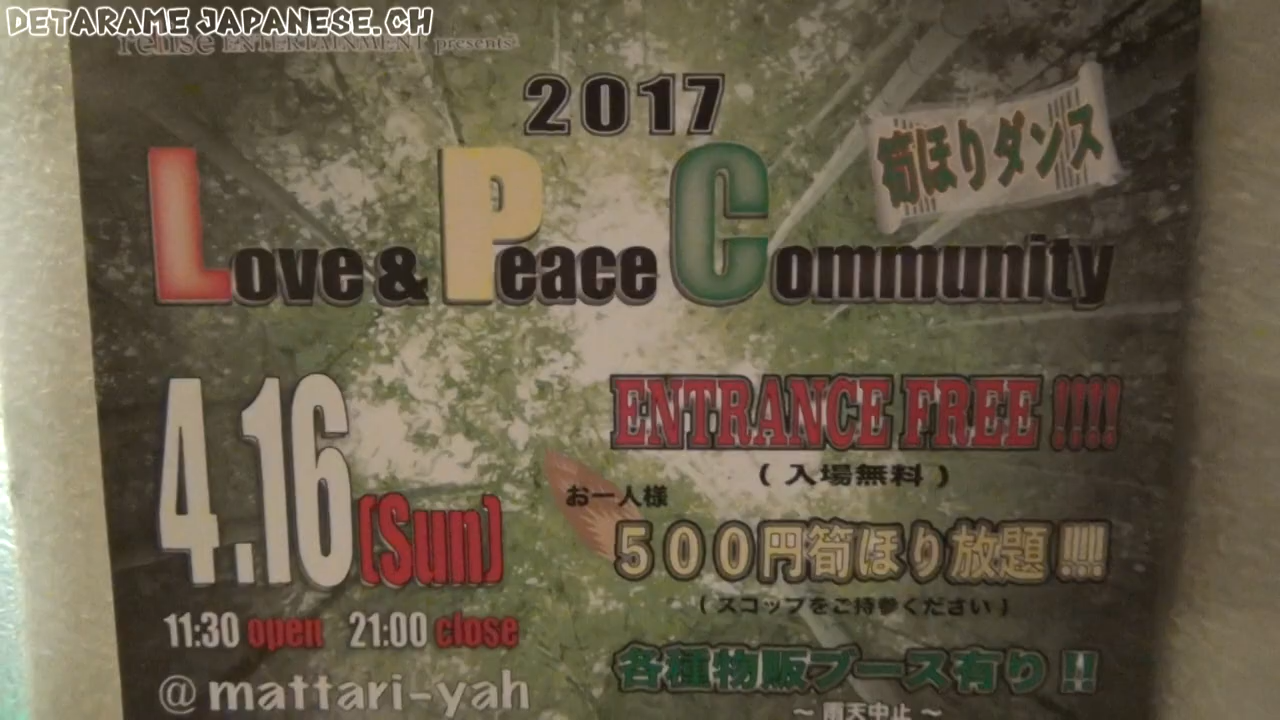 DETARAME JAPANESE.CH
reuse ENTERTAINMENT presents
2017
筍ほりダンス
Love & Peace Community
4.16 (Sun)
11:30 open 21:00 close
@mattari-yah
ENTRANCE FREE !!!!
( 入場無料 )
お一人様
500円筍ほり放題 !!!!
( スコップをご持参ください )
各種物販ブース有り !!
～ 雨天中止 ～